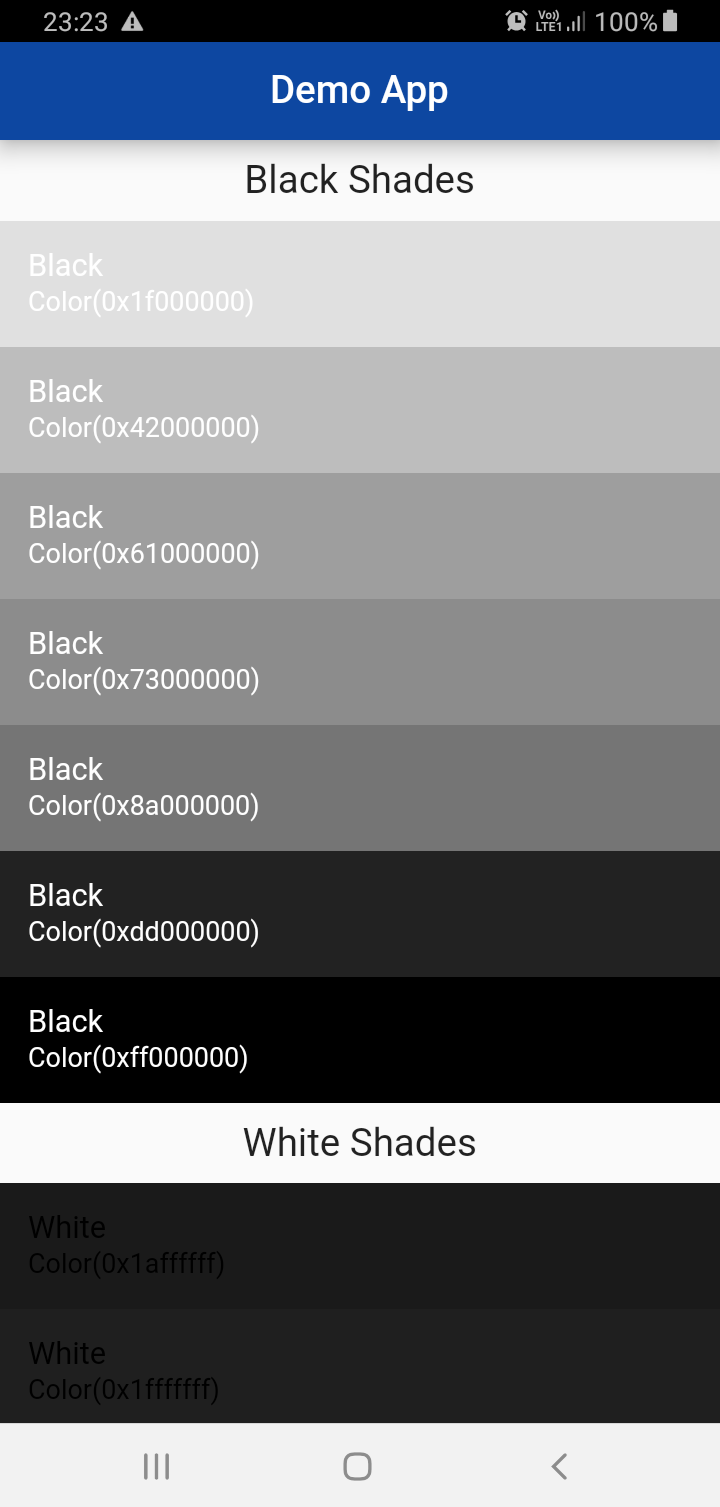 23:23
Vo)) LTE1 100%
Demo App
Black Shades
Black
Color(0x1f000000)
Black
Color(0x42000000)
Black
Color(0x61000000)
Black
Color(0x73000000)
Black
Color(0x8a000000)
Black
Color(0xdd000000)
Black
Color(0xff000000)
White Shades
White
Color(0x1affffff)
White
Color(0x1fffffff)